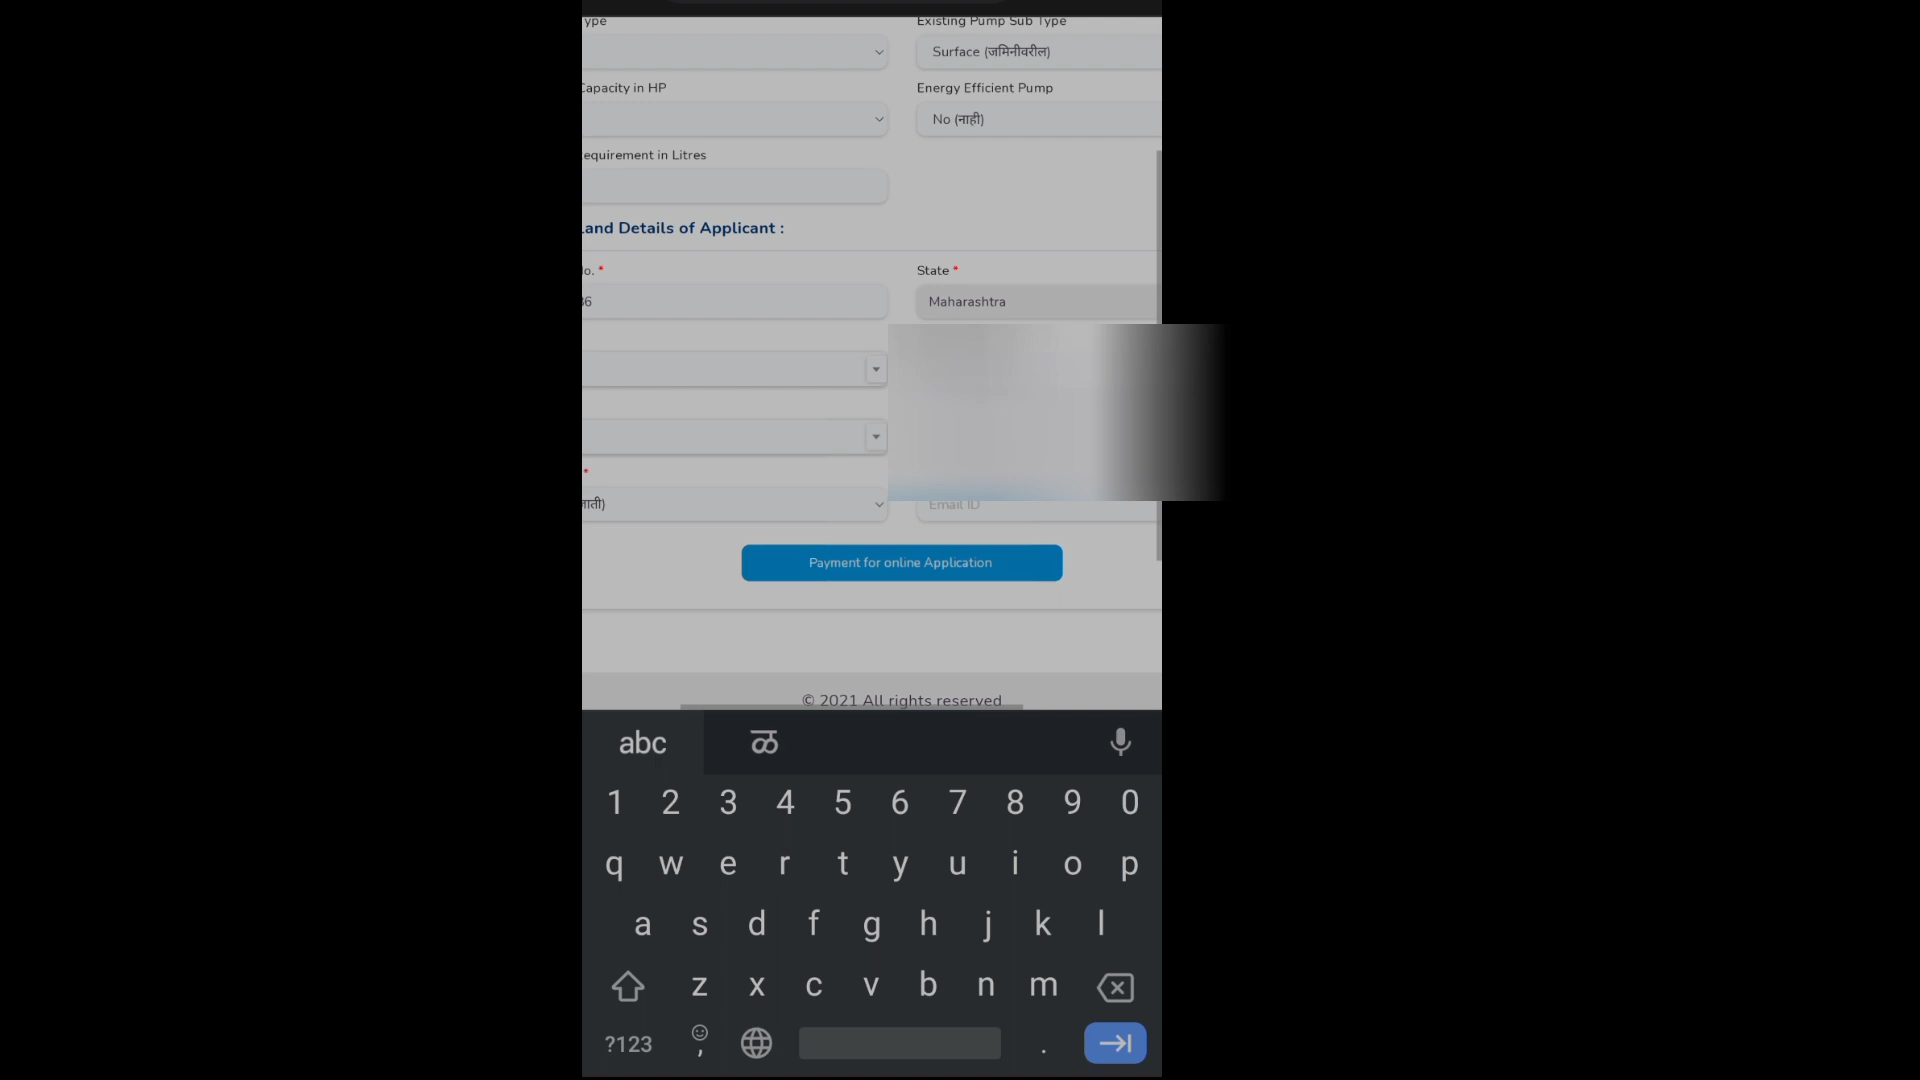 ype Existing Pump Sub Type
Surface (जमिनीवरील)
Capacity in HP Energy Efficient Pump
No (नाही)
equirement in Litres
Land Details of Applicant :
lo. * State *
36 Maharashtra
*
जाती) Email ID
Payment for online Application
© 2021 All rights reserved
abc ळ
1 2 3 4 5 6 7 8 9 0
q w e r t y u i o p
a s d f g h j k l
z x c v b n m
?123 , .